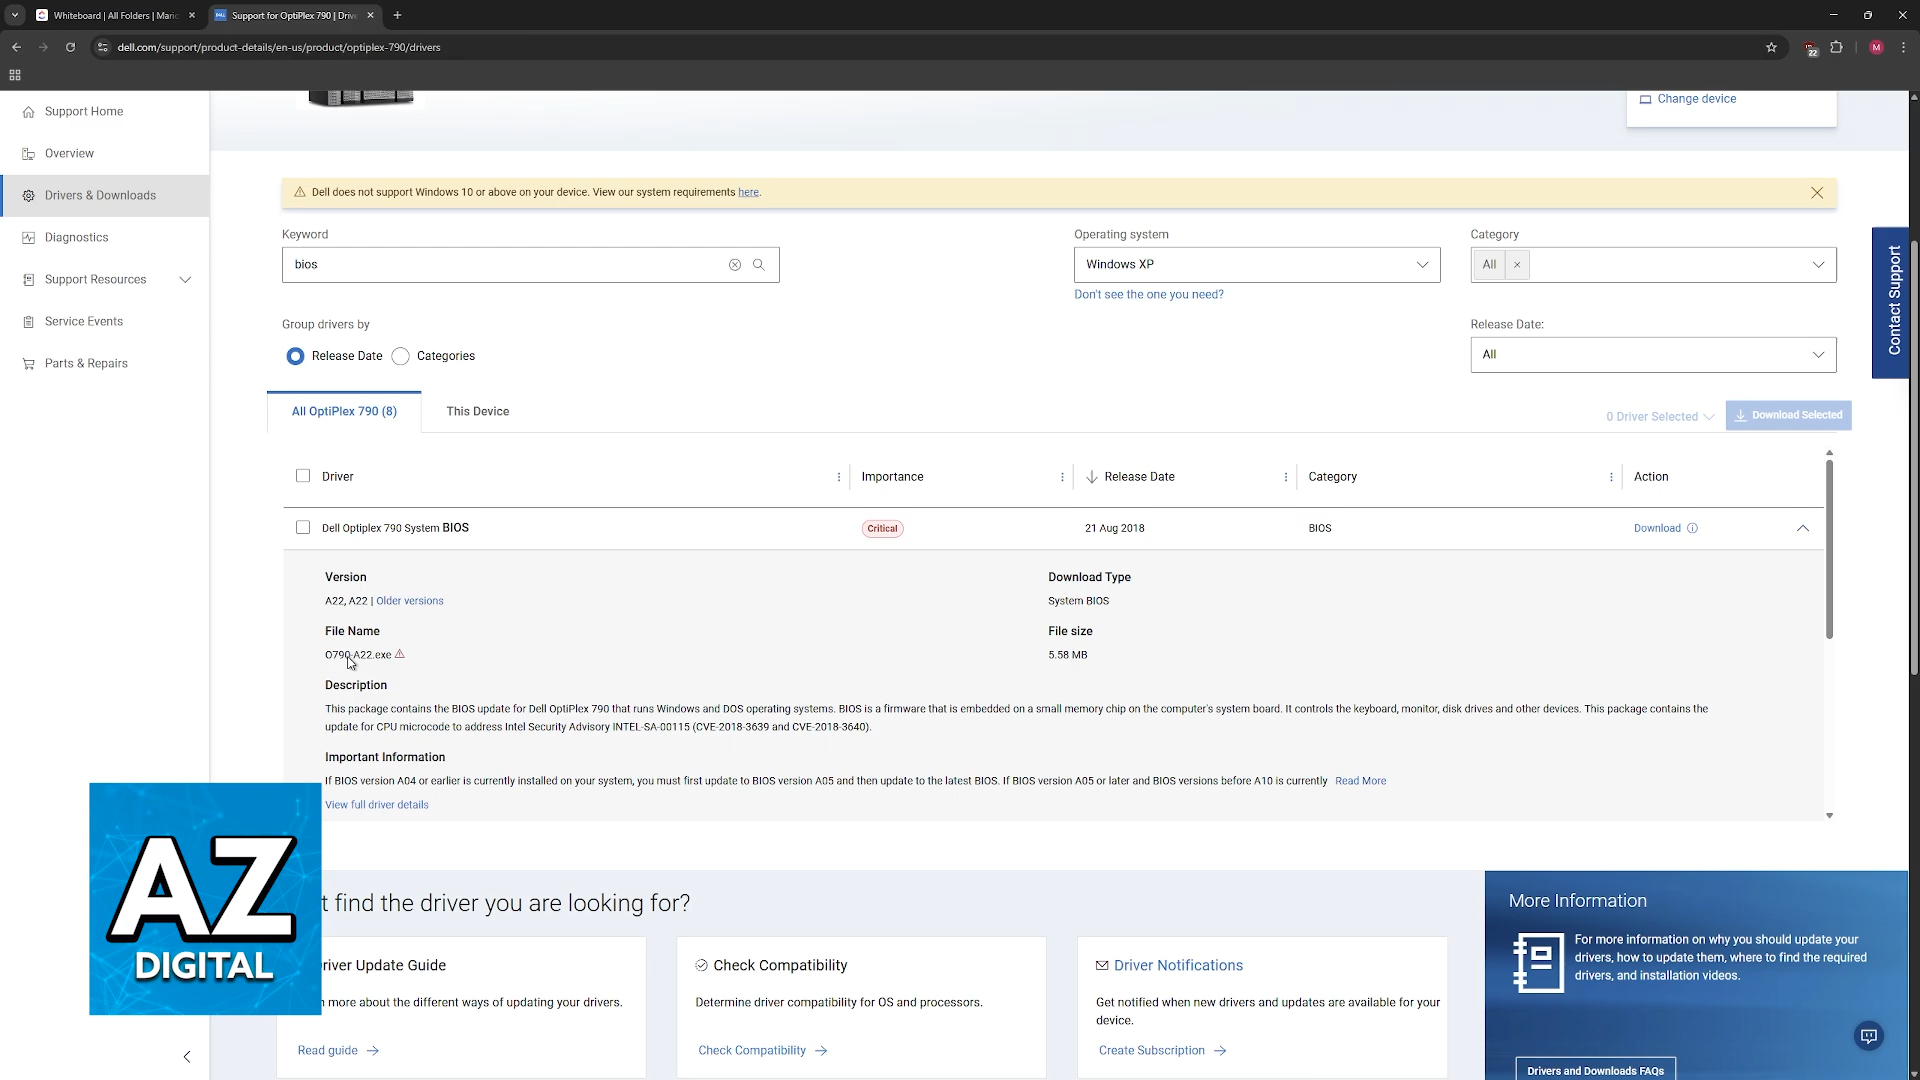 Whiteboard | All Folders | Maric
Support for OptiPlex 790 | Drive
dell.com/support/product-details/en-us/product/optiplex-790/drivers
22
M
Support Home
Overview
Drivers & Downloads
Diagnostics
Support Resources
Service Events
Parts & Repairs
Change device
Dell does not support Windows 10 or above on your device. View our system requirements here.
Keyword
Operating system
Category
bios
Windows XP
All ×
Don't see the one you need?
Group drivers by
Release Date:
Release Date
Categories
All
Contact Support
All OptiPlex 790 (8)
This Device
0 Driver Selected
Download Selected
Driver
Importance
Release Date
Category
Action
Dell Optiplex 790 System BIOS
Critical
21 Aug 2018
BIOS
Download
Version
Download Type
A22, A22 | Older versions
System BIOS
File Name
File size
O790-A22.exe
5.58 MB
Description
This package contains the BIOS update for Dell OptiPlex 790 that runs Windows and DOS operating systems. BIOS is a firmware that is embedded on a small memory chip on the computer's system board. It controls the keyboard, monitor, disk drives and other devices. This package contains the
update for CPU microcode to address Intel Security Advisory INTEL-SA-00115 (CVE-2018-3639 and CVE-2018-3640).
Important Information
If BIOS version A04 or earlier is currently installed on your system, you must first update to BIOS version A05 and then update to the latest BIOS. If BIOS version A05 or later and BIOS versions before A10 is currently Read More
View full driver details
AZ
DIGITAL
t find the driver you are looking for?
river Update Guide
more about the different ways of updating your drivers.
Read guide
Check Compatibility
Determine driver compatibility for OS and processors.
Check Compatibility
Driver Notifications
Get notified when new drivers and updates are available for your
device.
Create Subscription
More Information
For more information on why you should update your
drivers, how to update them, where to find the required
drivers, and installation videos.
Drivers and Downloads FAQs